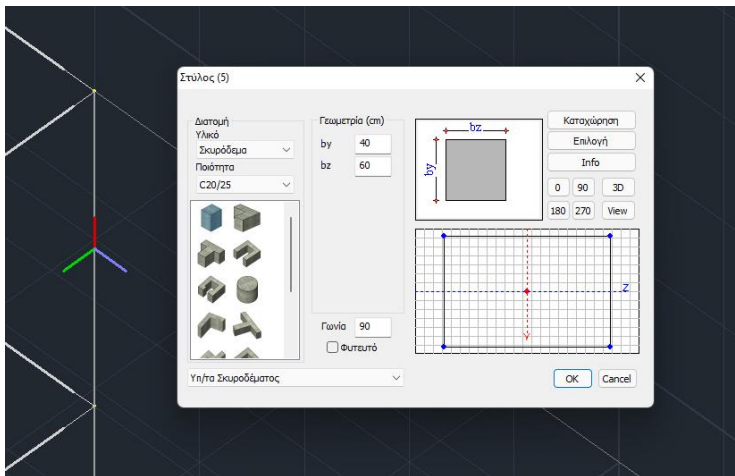 Στύλος (5)
Διατομή
Υλικό
Σκυρόδεμα
Ποιότητα
C20/25
Γεωμετρία (cm)
by 40
bz 60
Γωνία 90
Φυτευτό
bz
by
Καταχώρηση
Επιλογή
Info
0 90 3D
180 270 View
Z
Y
Υπ/τα Σκυροδέματος
OK Cancel